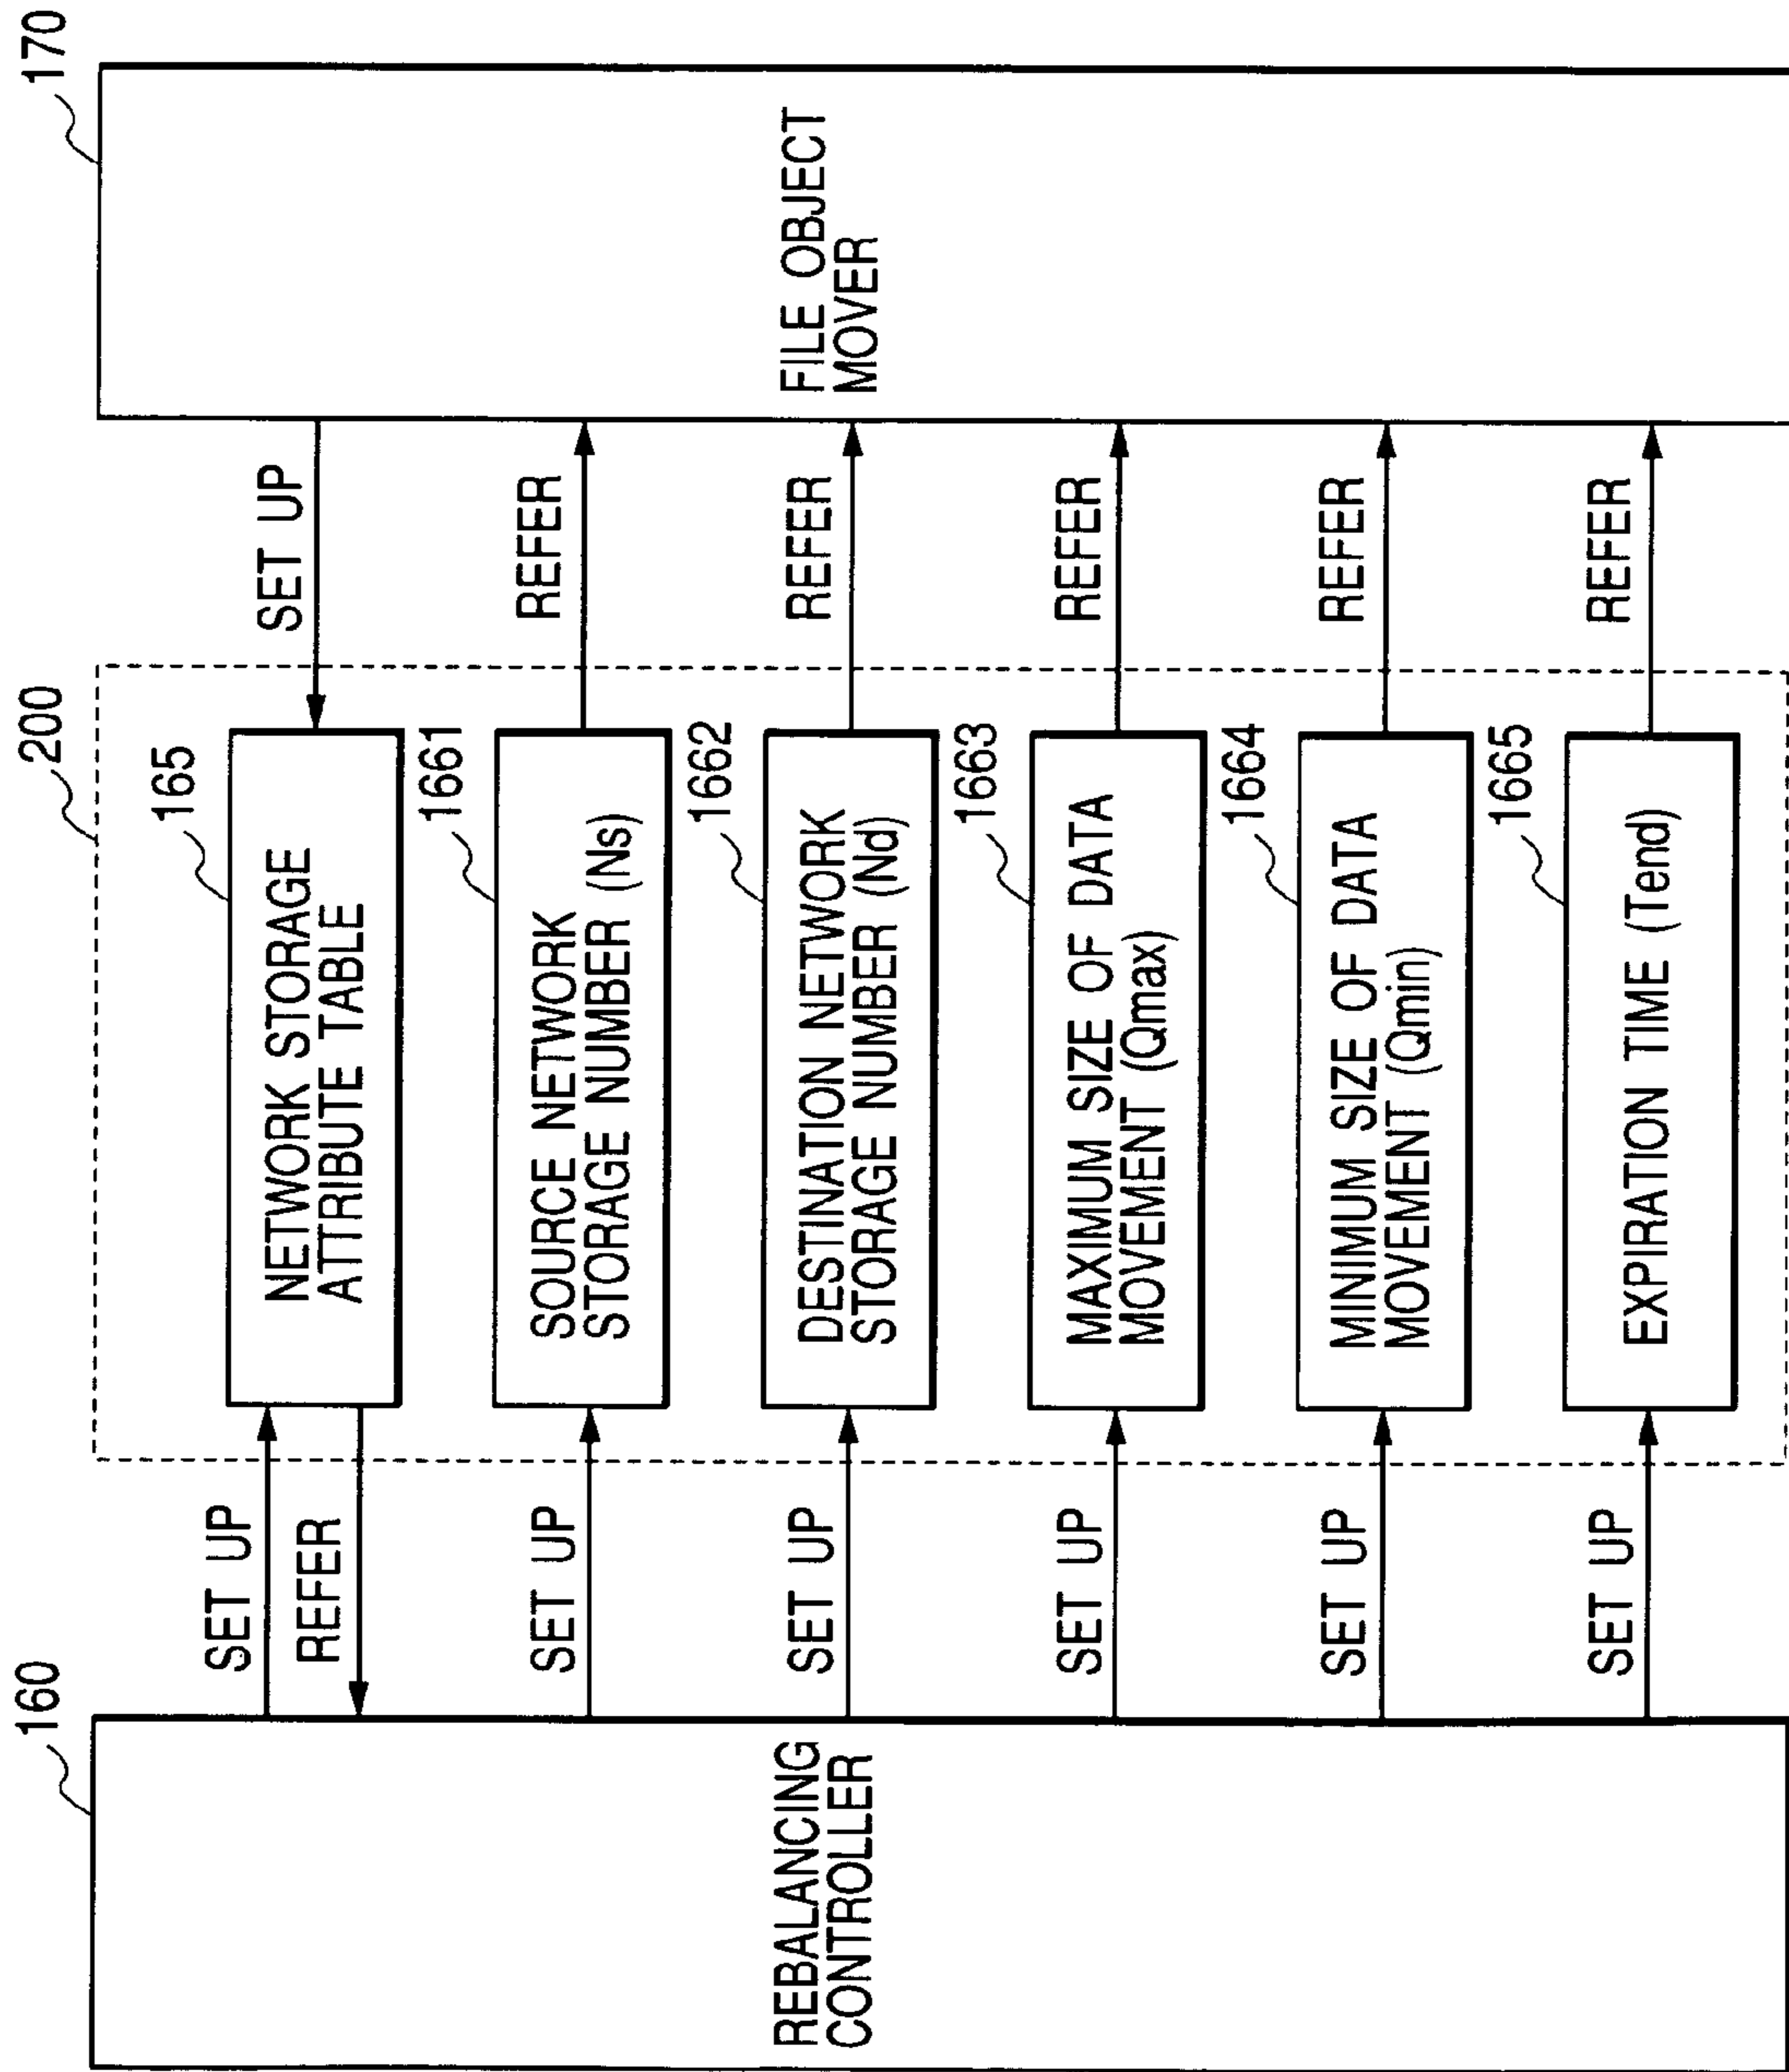 160
REBALANCING
CONTROLLER
SET UP
REFER
SET UP
SET UP
SET UP
SET UP
SET UP
200
165
NETWORK STORAGE
ATTRIBUTE TABLE
1661
SOURCE NETWORK
STORAGE NUMBER (Ns)
1662
DESTINATION NETWORK
STORAGE NUMBER (Nd)
1663
MAXIMUM SIZE OF DATA
MOVEMENT (Qmax)
1664
MINIMUM SIZE OF DATA
MOVEMENT (Qmin)
1665
EXPIRATION TIME (Tend)
SET UP
REFER
REFER
REFER
REFER
REFER
170
FILE OBJECT
MOVER